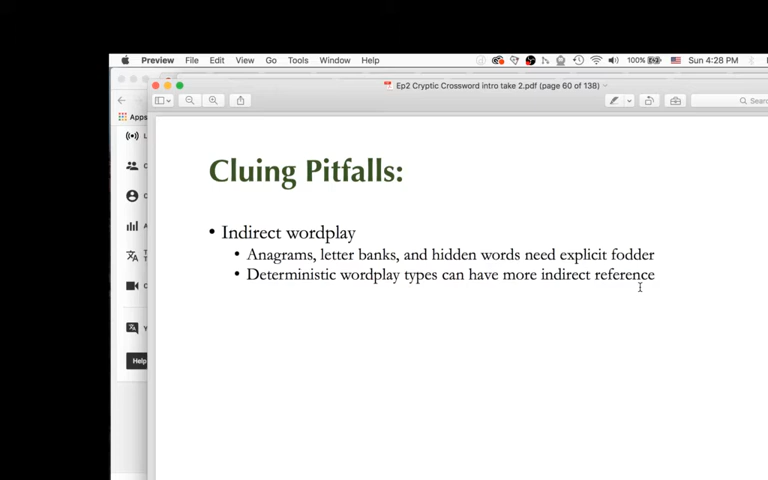 Preview File Edit View Go Tools Window Help 100% Sun 4:28 PM
Ep2 Cryptic Crossword intro take 2.pdf (page 60 of 138)
Apps
Sear
Help
Cluing Pitfalls:
• Indirect wordplay
• Anagrams, letter banks, and hidden words need explicit fodder
• Deterministic wordplay types can have more indirect reference